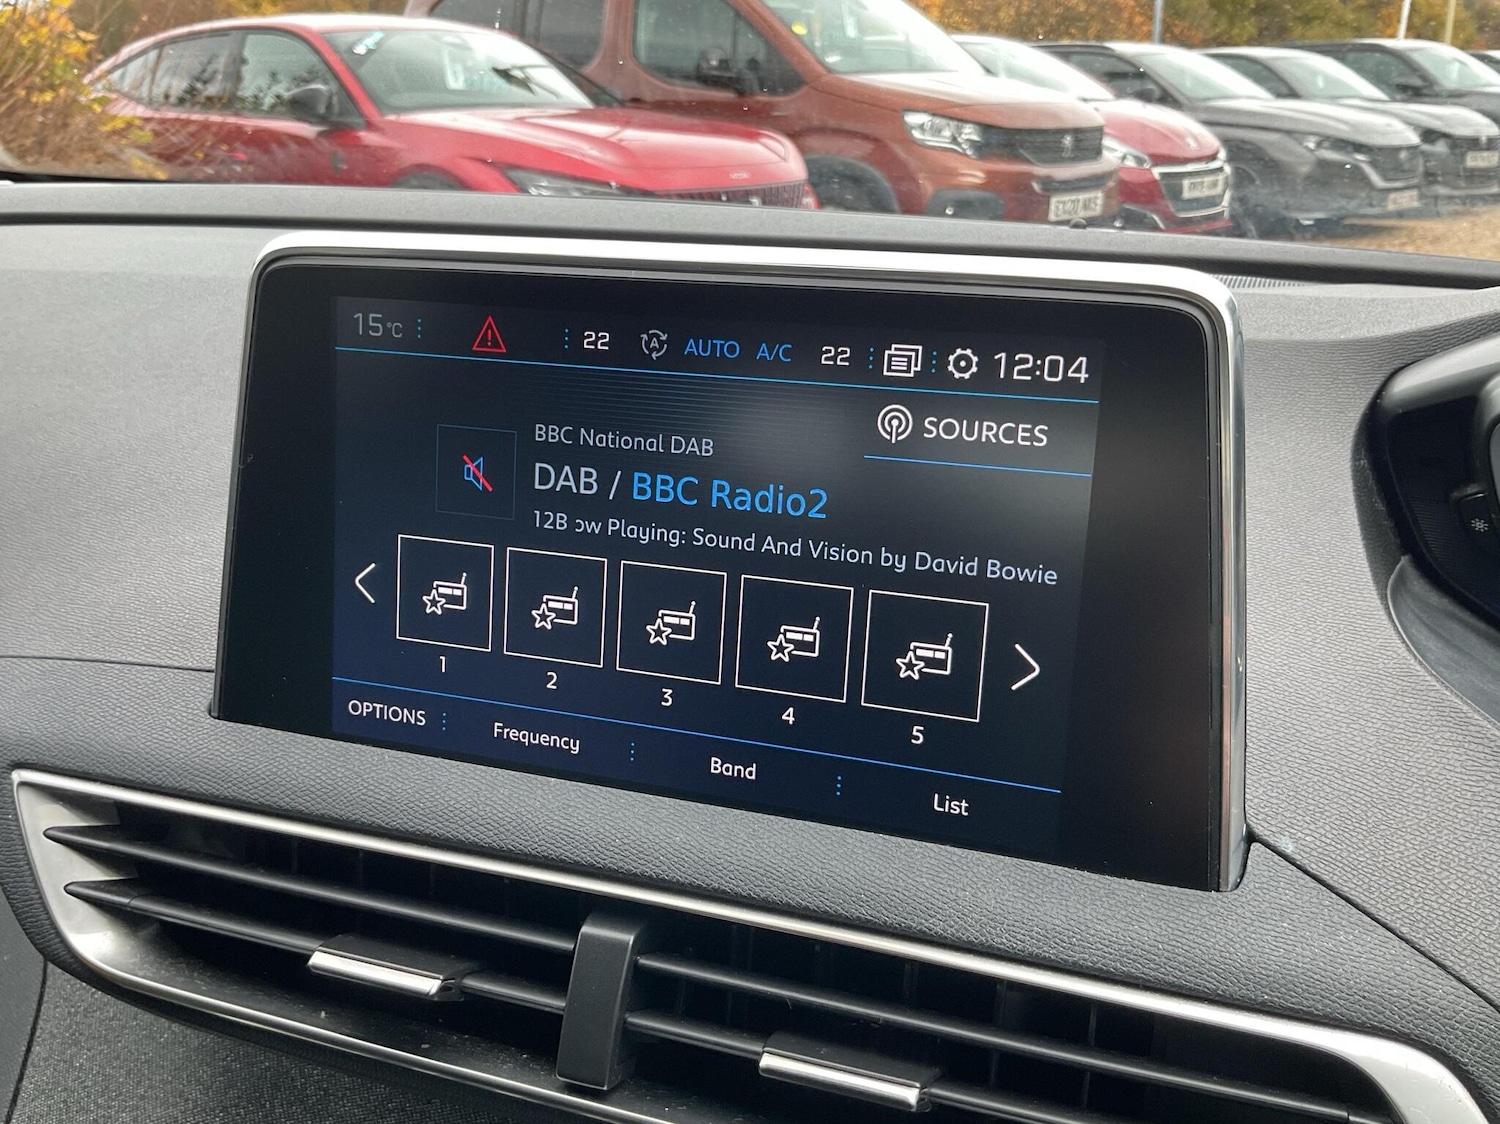 15°C 22 A AUTO A/C 22 12:04
SOURCES
BBC National DAB
DAB / BBC Radio2
12B ow Playing: Sound And Vision by David Bowie
1 2 3 4 5
OPTIONS Frequency Band List